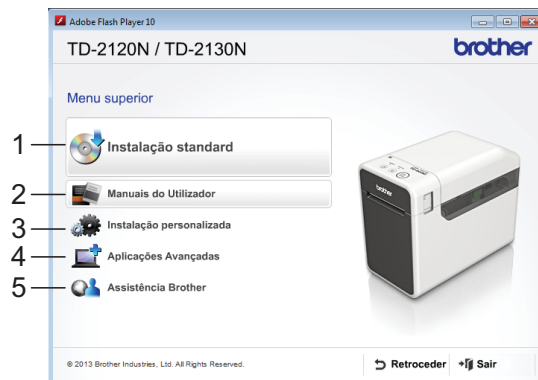 Adobe Flash Player 10
TD-2120N / TD-2130N
brother
Menu superior
1 Instalação standard
2 Manuais do Utilizador
3 Instalação personalizada
4 Aplicações Avançadas
5 Assistência Brother
brother
© 2013 Brother Industries, Ltd. All Rights Reserved.
Retroceder
Sair